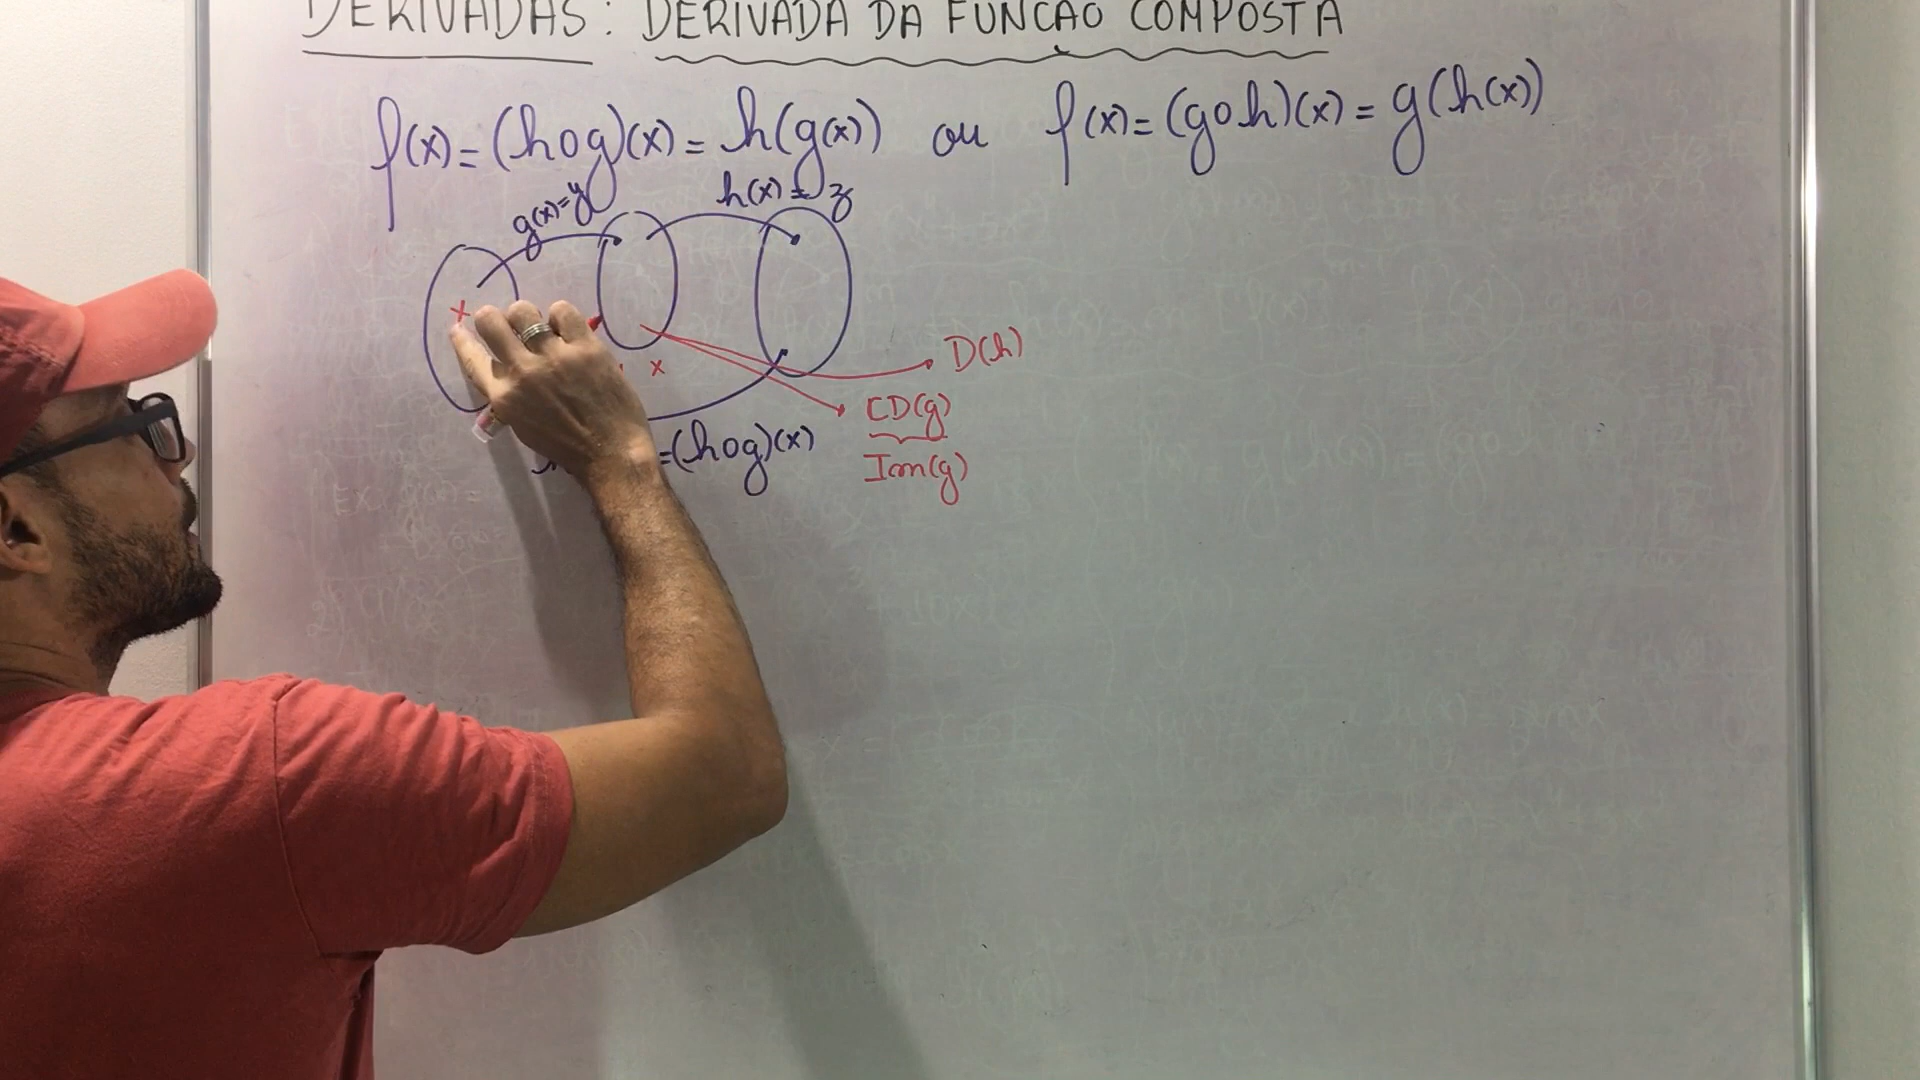 DERIVADAS: DERIVADA DA FUNÇÃO COMPOSTA
f(x)=(hog)(x)=h(g(x)) ou f(x)=(goh)(x)=g(h(x))
g(x)=y h(x)=z
x
x
D(h)
CD(g)
=(hog)(x)
Im(g)